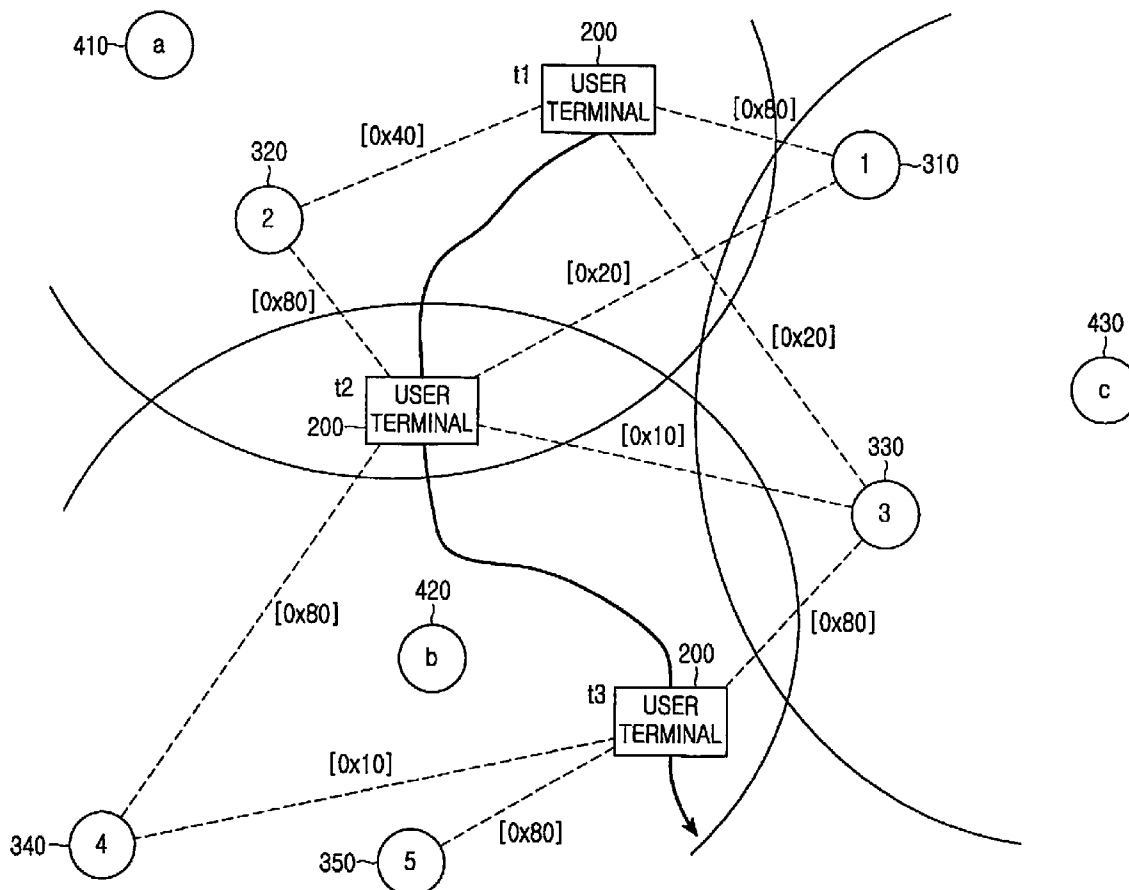 410
a
200
t1
USER
TERMINAL
[0x80]
[0x40]
320
1
310
2
[0x20]
[0x80]
[0x20]
430
c
t2
USER
TERMINAL
200
[0x10]
330
3
420
[0x80]
b
[0x80]
200
t3
USER
TERMINAL
[0x10]
340
4
[0x80]
350
5